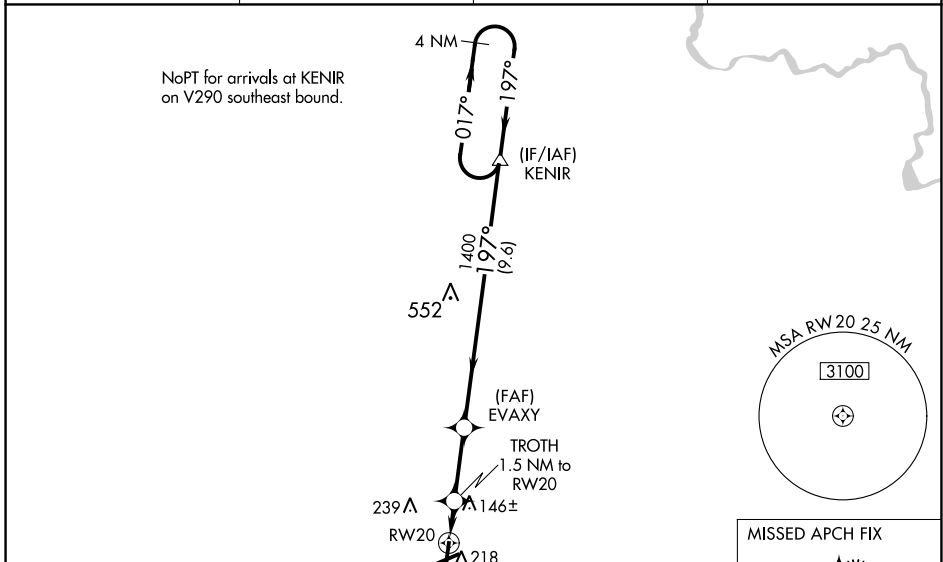 4 NM
NoPT for arrivals at KENIR
on V290 southeast bound.
017°
197°
(IF/IAF)
KENIR
1400
197°
(9.6)
552
MSA RW20 25 NM
3100
(FAF)
EVAXY
TROTH
1.5 NM to
RW20
239
146±
RW20
218
MISSED APCH FIX